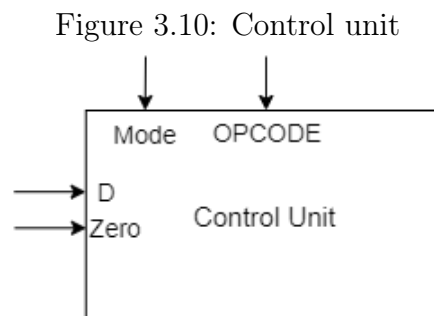 Figure 3.10: Control unit
Mode OPCODE
D
Zero
Control Unit